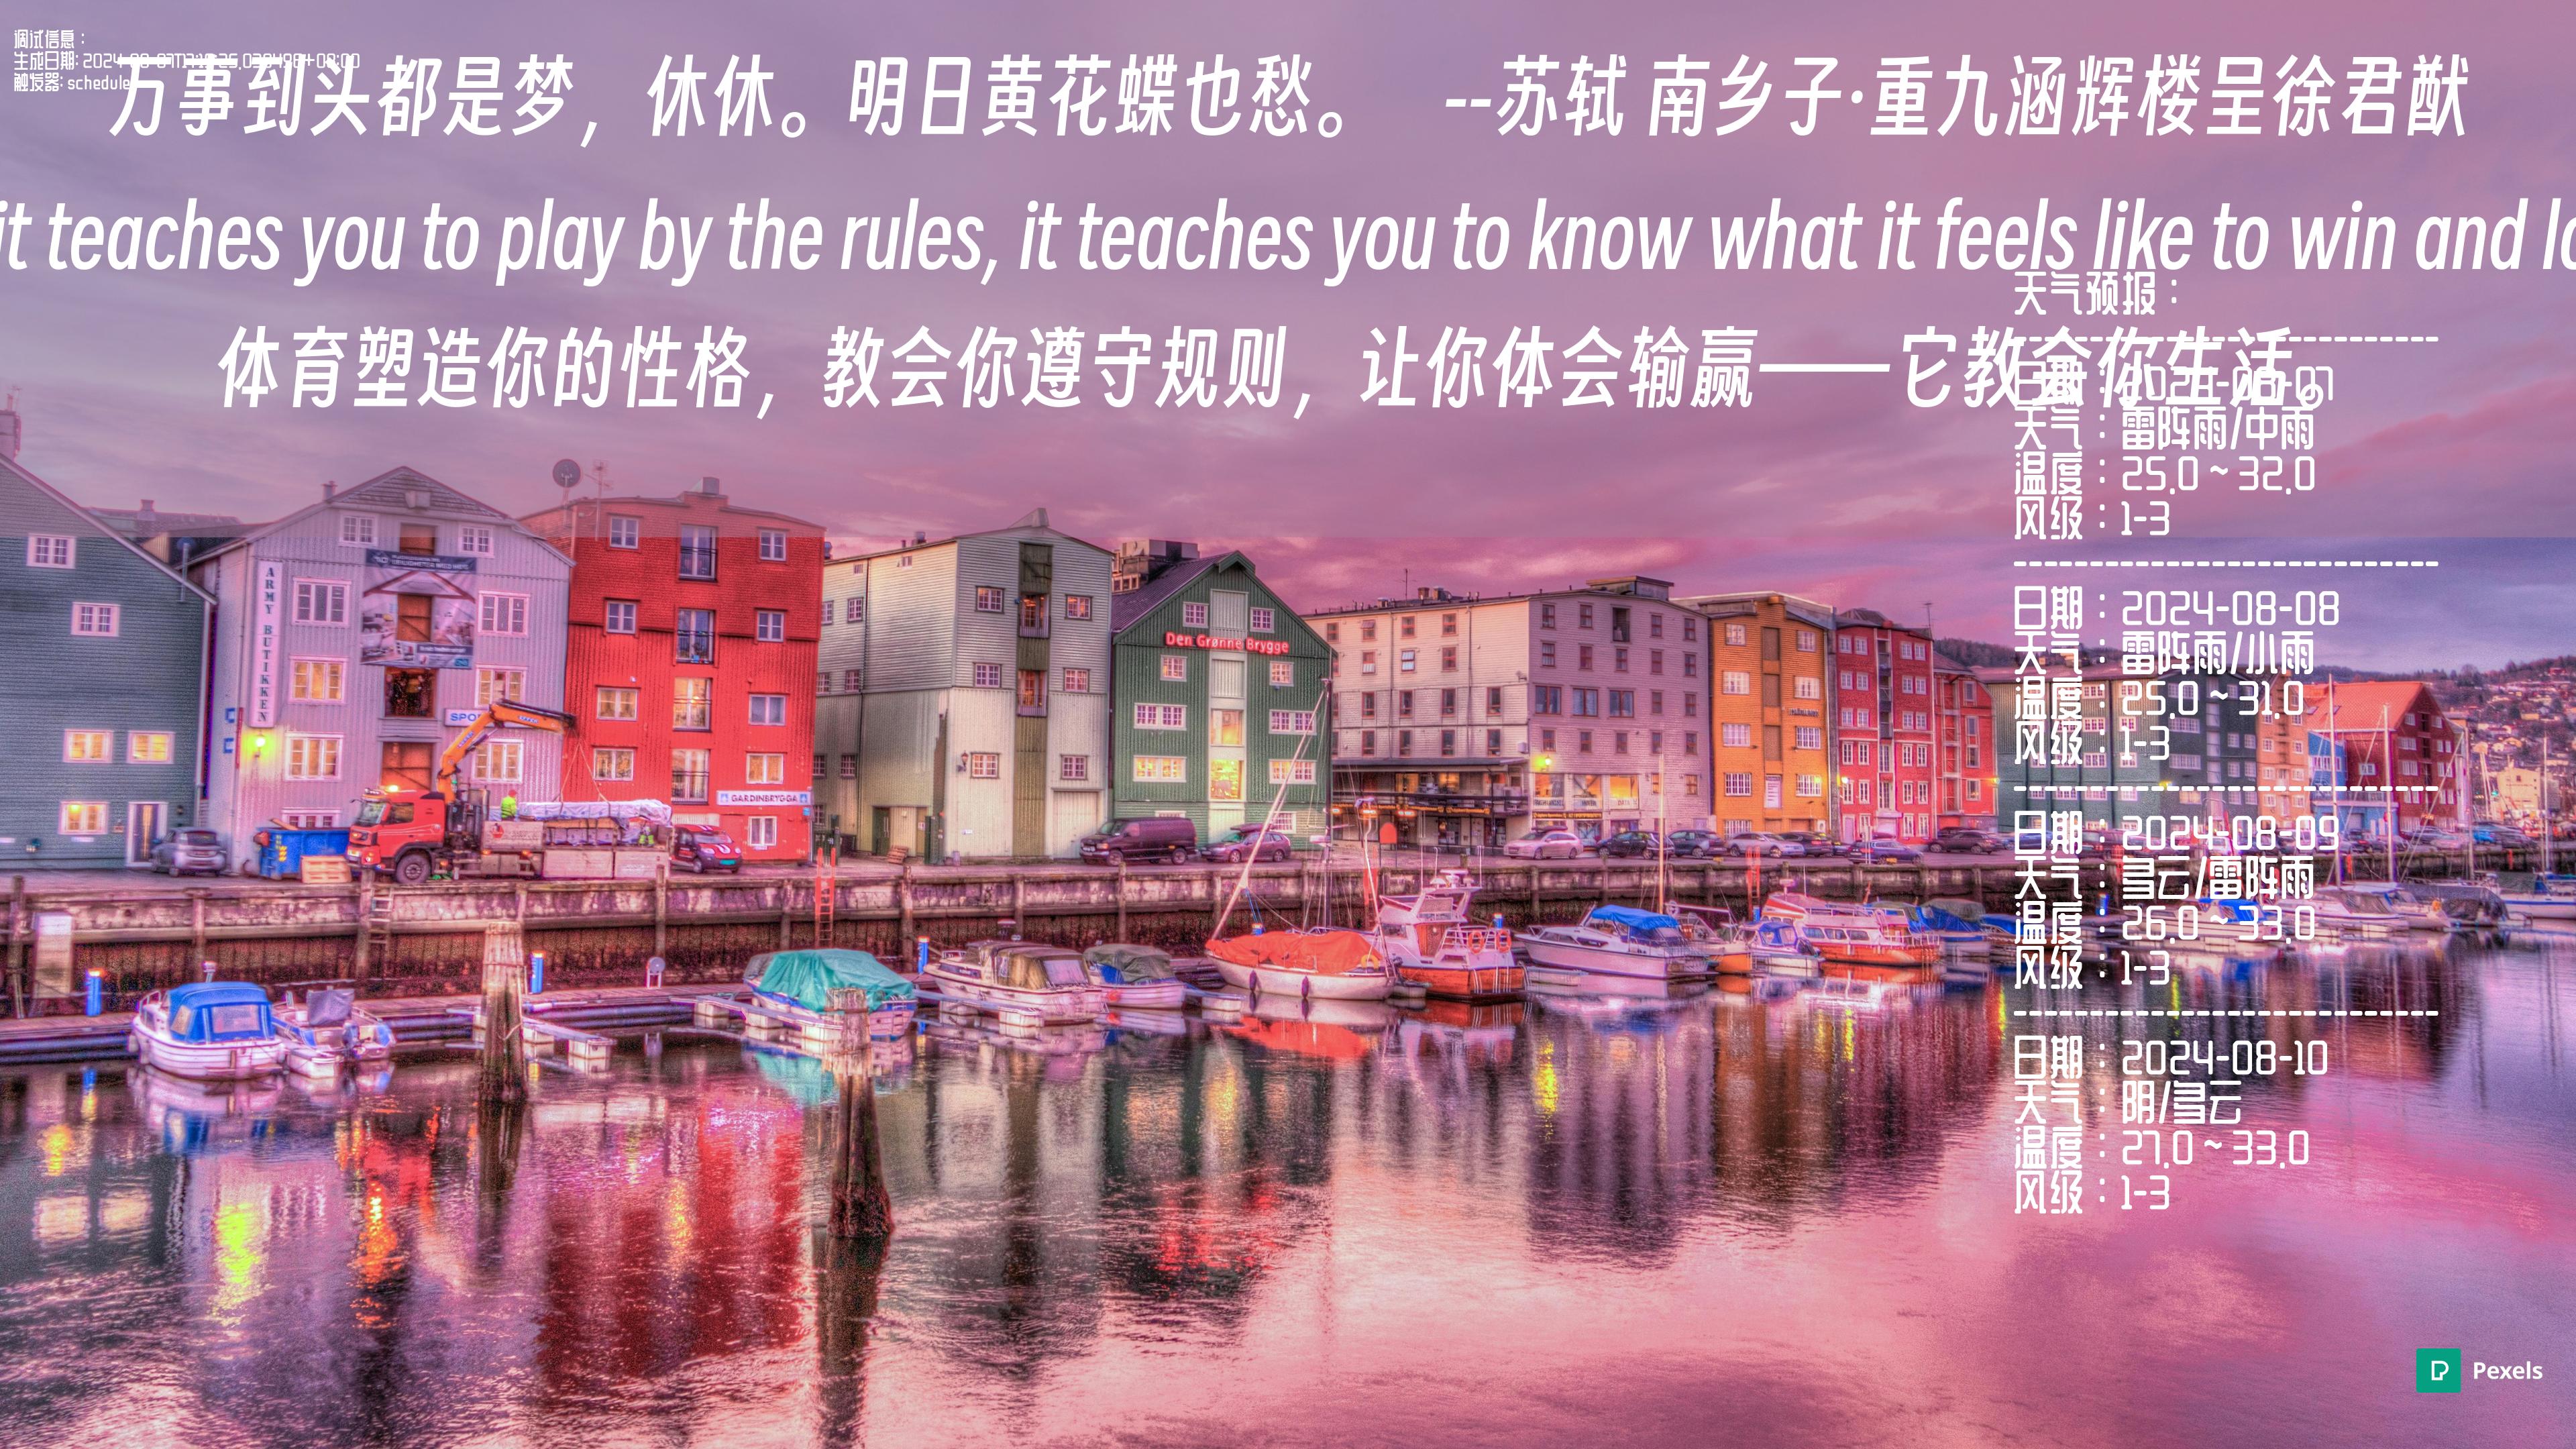 调试信息：
生成日期:
触发器: schedule
万事到头都是梦，休休。明日黄花蝶也愁。 --苏轼 南乡子·重九涵辉楼呈徐君猷
it teaches you to play by the rules, it teaches you to know what it feels like to win and lo
体育塑造你的性格，教会你遵守规则，让你体会输赢——它教会你生活。
天气预报：
------------------------------
日期：2024-08-07
天气：雷阵雨/中雨
温度：25.0 ~ 32.0
风级：1-3
------------------------------
日期：2024-08-08
天气：雷阵雨/小雨
温度：25.0 ~ 31.0
风级：1-3
------------------------------
日期：2024-08-09
天气：多云/雷阵雨
温度：26.0 ~ 33.0
风级：1-3
------------------------------
日期：2024-08-10
天气：阴/多云
温度：27.0 ~ 33.0
风级：1-3
ARMY BUTIKKEN
SPO
GARDINBRYGGA
Den Grønne Brygge
Pexels